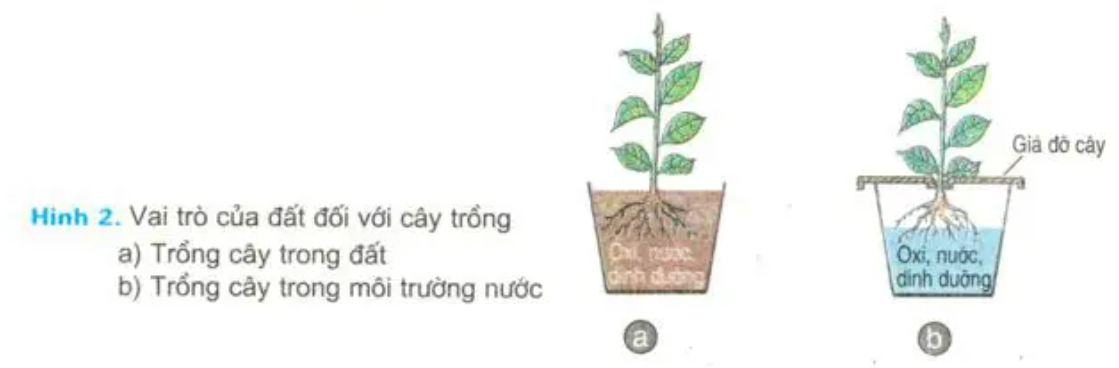 Hình 2. Vai trò của đất đối với cây trồng
a) Trồng cây trong đất
b) Trồng cây trong môi trường nước
Oxi, nước,
dinh dưỡng
a
Giá đỡ cây
Oxi, nước,
dinh dưỡng
b